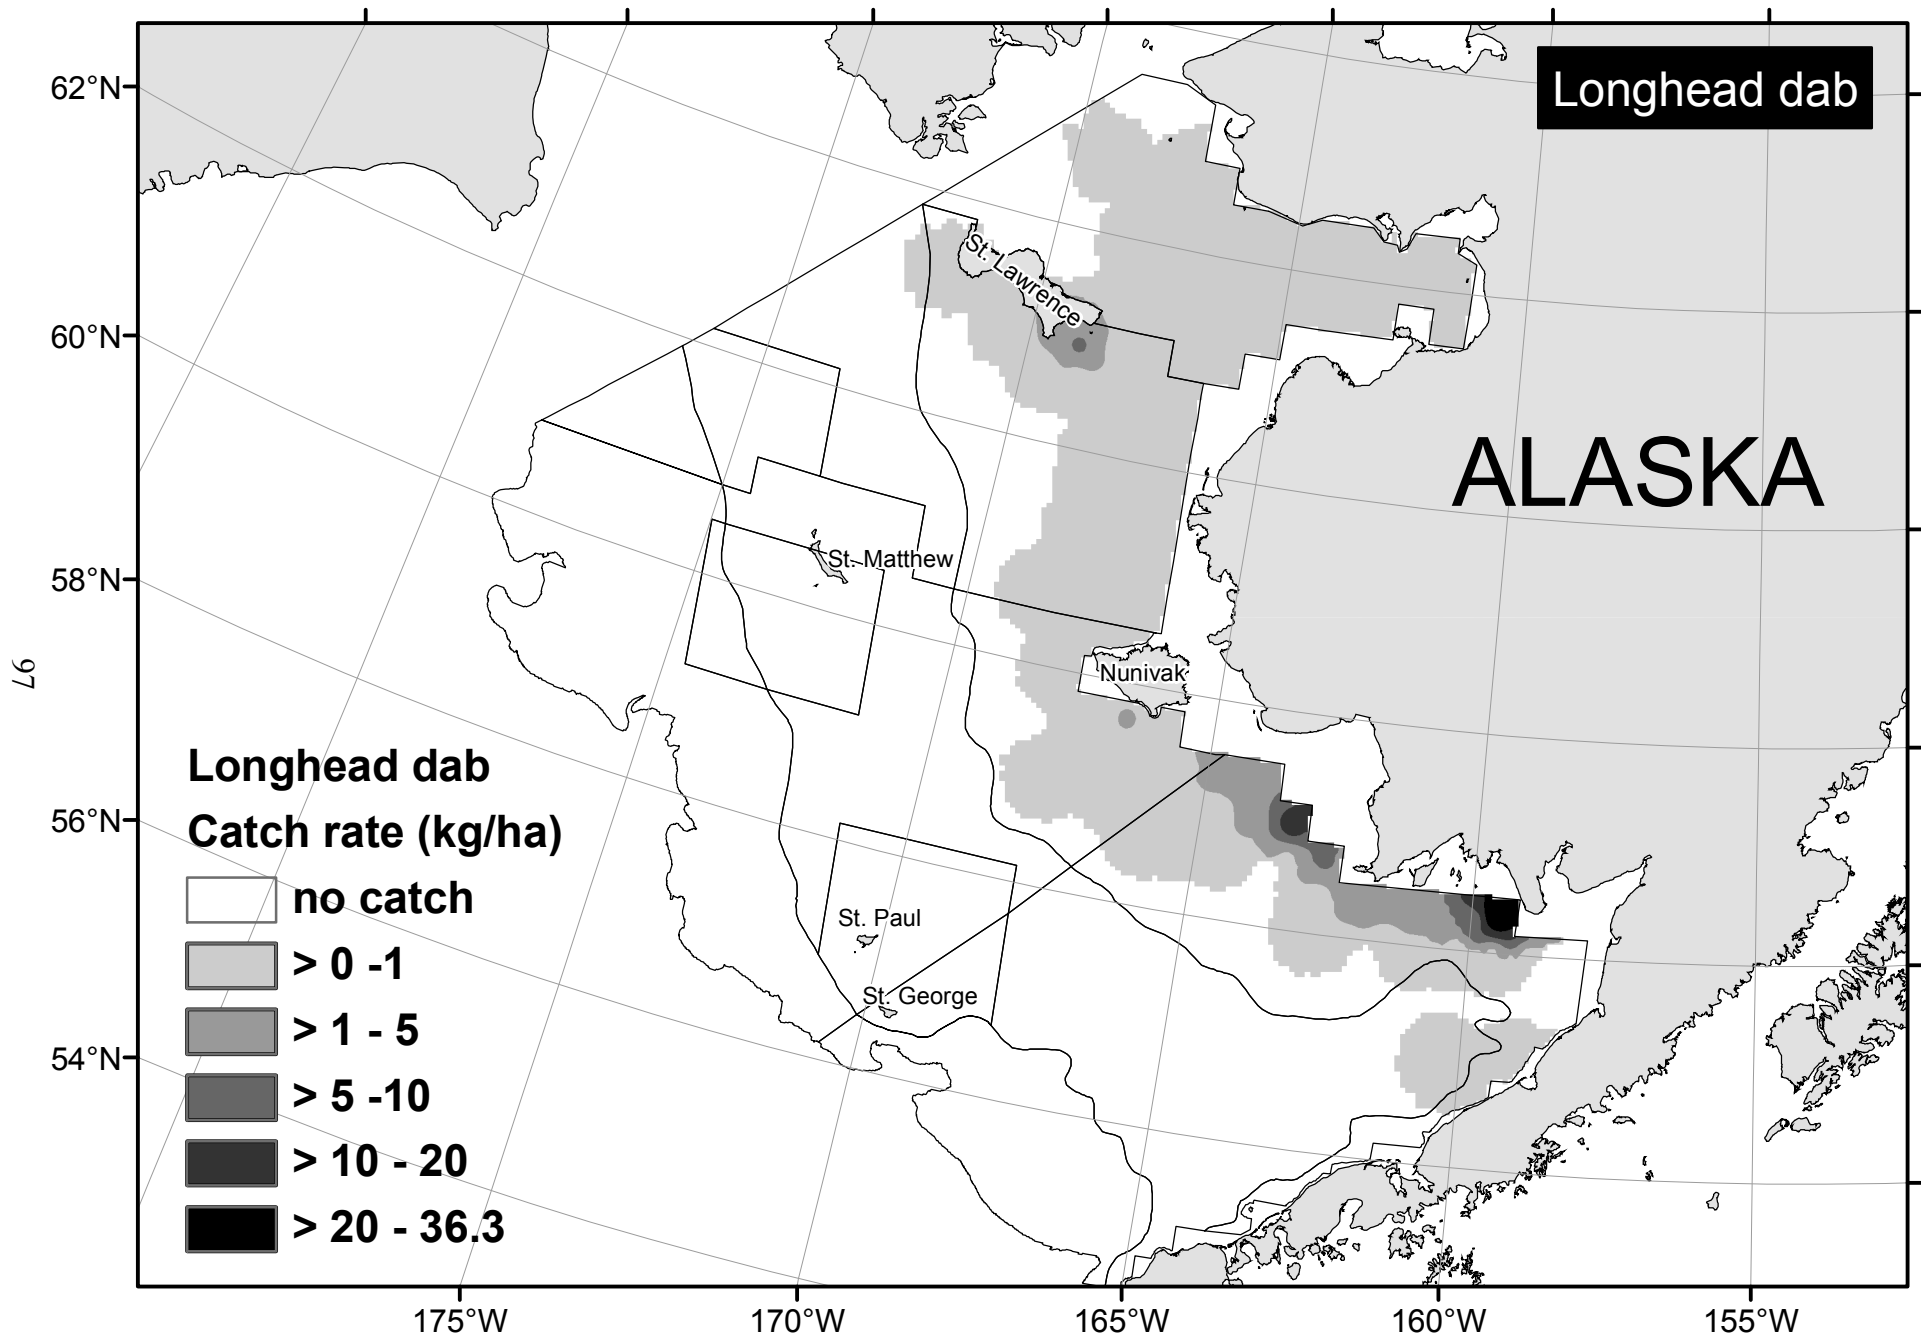 Longhead dab
62°N
60°N
58°N
56°N
54°N
St. Lawrence
ALASKA
St. Matthew
Nunivak
St. Paul
St. George
97
Longhead dab
Catch rate (kg/ha)
no catch
> 0 -1
> 1 - 5
> 5 -10
> 10 - 20
> 20 - 36.3
175°W
170°W
165°W
160°W
155°W